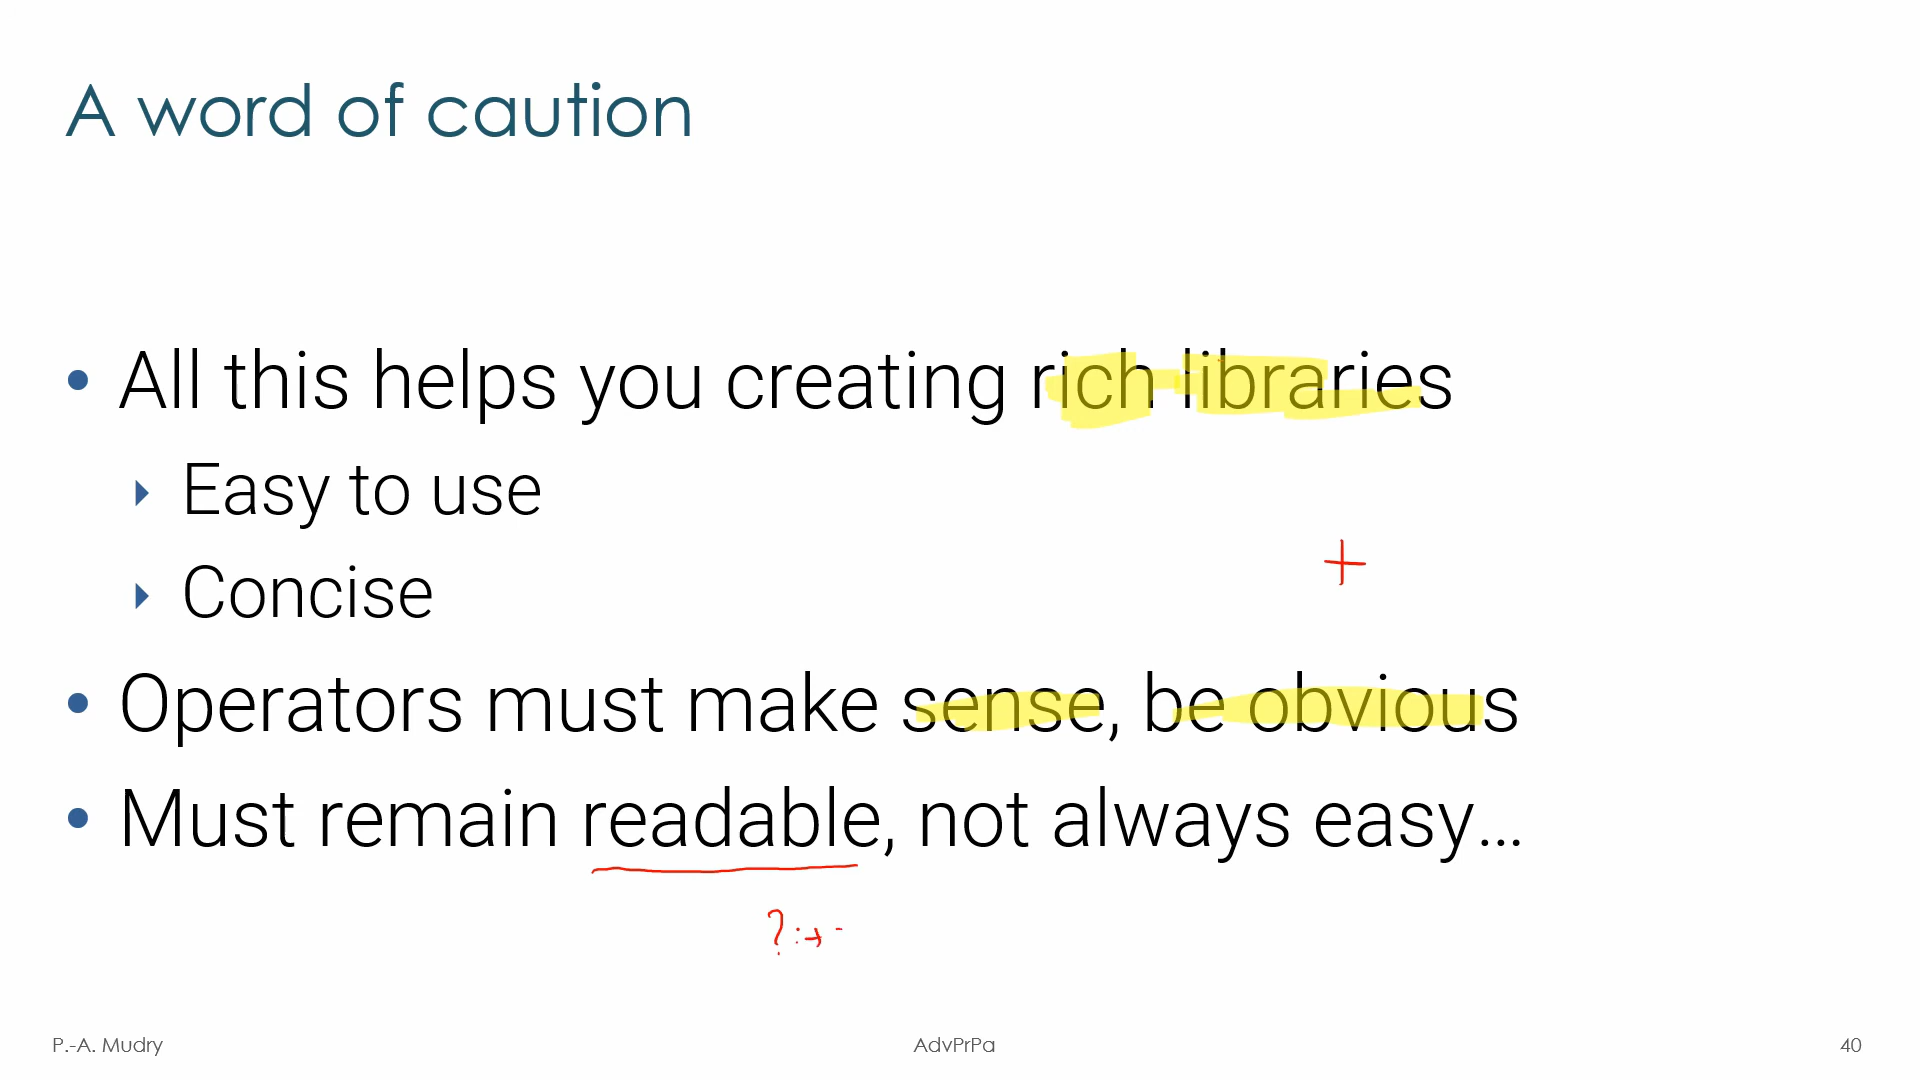 A word of caution
• All this helps you creating rich libraries
‣ Easy to use
‣ Concise
+
• Operators must make sense, be obvious
• Must remain readable, not always easy…
P.-A. Mudry
AdvPrPa
40